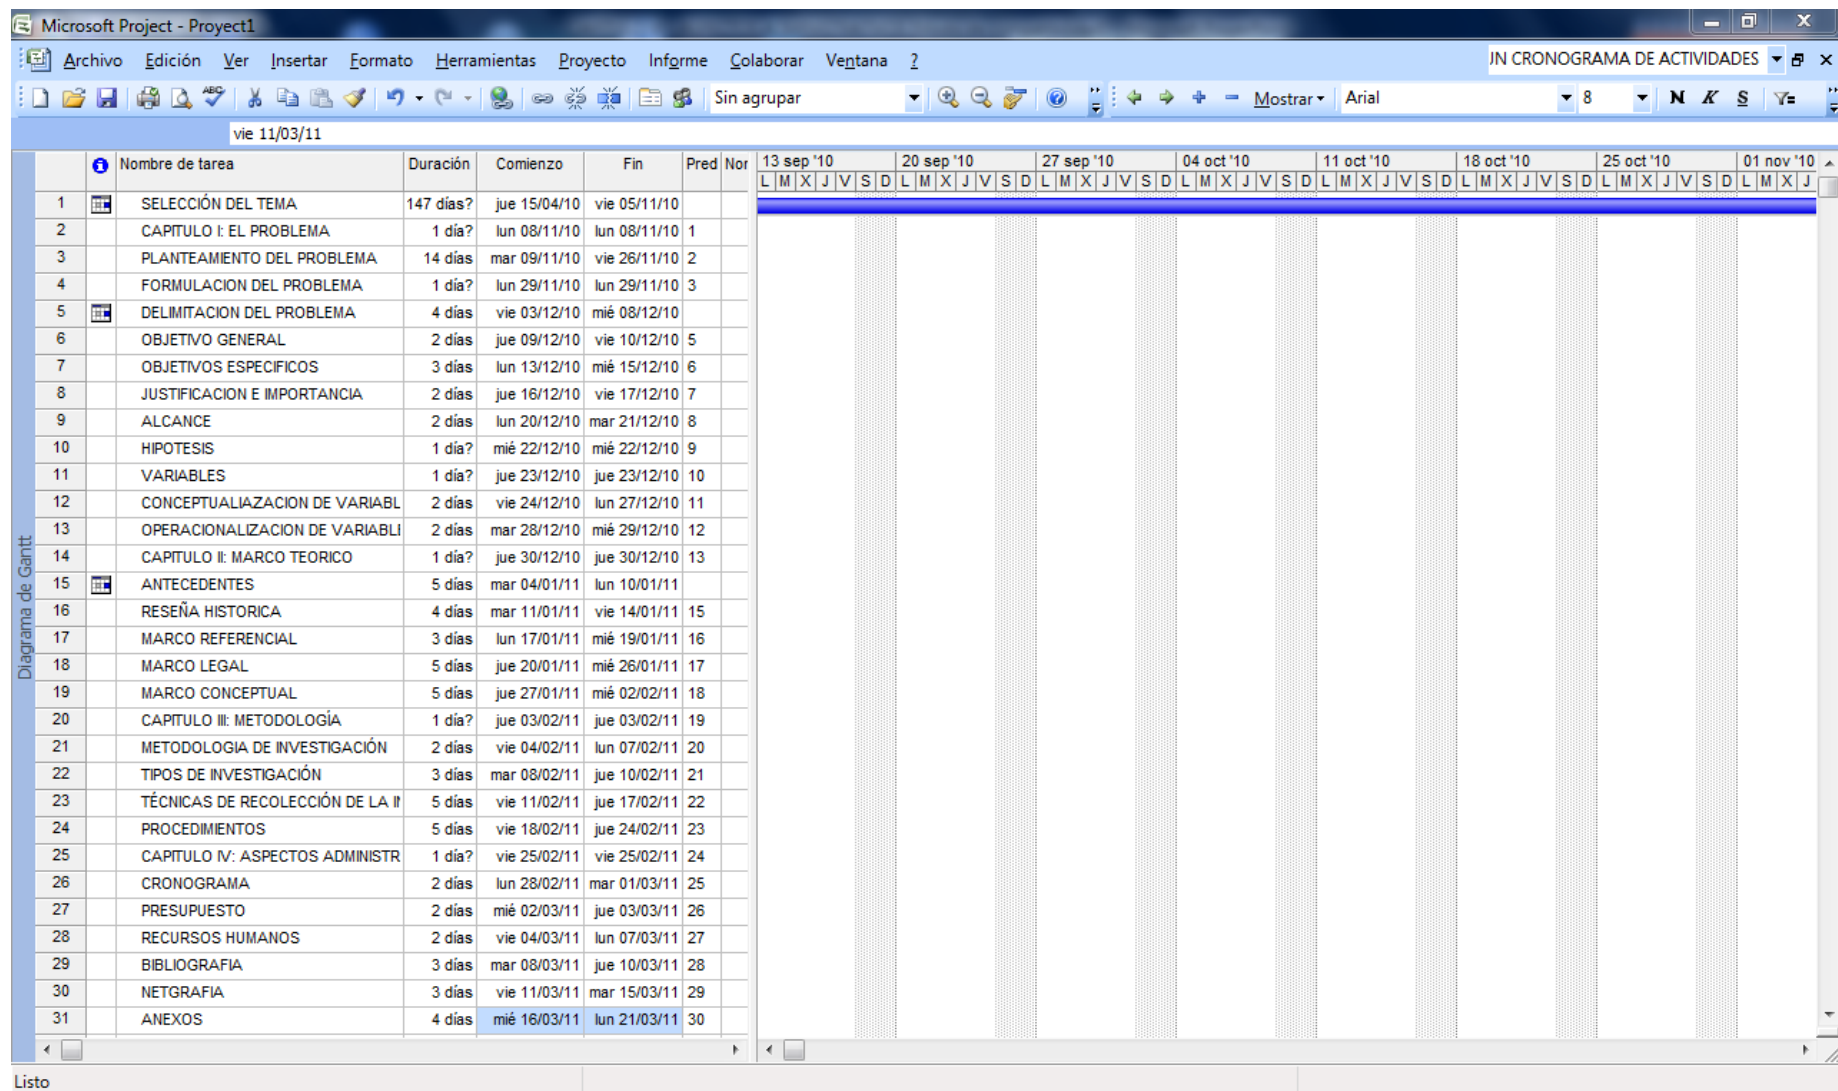 Microsoft Project - Proyect1
Archivo Edición Ver Insertar Formato Herramientas Proyecto Informe Colaborar Ventana ? JN CRONOGRAMA DE ACTIVIDADES
ABC Sin agrupar Mostrar Arial 8 N K S
vie 11/03/11
Nombre de tarea Duración Comienzo Fin Pred Nor 13 sep '10 20 sep '10 27 sep '10 04 oct '10 11 oct '10 18 oct '10 25 oct '10 01 nov '10
L M X J V S D L M X J V S D L M X J V S D L M X J V S D L M X J V S D L M X J V S D L M X J V S D L M X J
1 SELECCIÓN DEL TEMA 147 días? jue 15/04/10 vie 05/11/10
2 CAPITULO I: EL PROBLEMA 1 día? lun 08/11/10 lun 08/11/10 1
3 PLANTEAMIENTO DEL PROBLEMA 14 días mar 09/11/10 vie 26/11/10 2
4 FORMULACION DEL PROBLEMA 1 día? lun 29/11/10 lun 29/11/10 3
5 DELIMITACION DEL PROBLEMA 4 días vie 03/12/10 mié 08/12/10
6 OBJETIVO GENERAL 2 días jue 09/12/10 vie 10/12/10 5
7 OBJETIVOS ESPECIFICOS 3 días lun 13/12/10 mié 15/12/10 6
8 JUSTIFICACION E IMPORTANCIA 2 días jue 16/12/10 vie 17/12/10 7
9 ALCANCE 2 días lun 20/12/10 mar 21/12/10 8
10 HIPOTESIS 1 día? mié 22/12/10 mié 22/12/10 9
11 VARIABLES 1 día? jue 23/12/10 jue 23/12/10 10
12 CONCEPTUALIAZACION DE VARIABL 2 días vie 24/12/10 lun 27/12/10 11
13 OPERACIONALIZACION DE VARIABLE 2 días mar 28/12/10 mié 29/12/10 12
14 CAPITULO II: MARCO TEORICO 1 día? jue 30/12/10 jue 30/12/10 13
15 ANTECEDENTES 5 días mar 04/01/11 lun 10/01/11
16 RESEÑA HISTORICA 4 días mar 11/01/11 vie 14/01/11 15
17 MARCO REFERENCIAL 3 días lun 17/01/11 mié 19/01/11 16
18 MARCO LEGAL 5 días jue 20/01/11 mié 26/01/11 17
19 MARCO CONCEPTUAL 5 días jue 27/01/11 mié 02/02/11 18
20 CAPITULO III: METODOLOGÍA 1 día? jue 03/02/11 jue 03/02/11 19
21 METODOLOGIA DE INVESTIGACIÓN 2 días vie 04/02/11 lun 07/02/11 20
22 TIPOS DE INVESTIGACIÓN 3 días mar 08/02/11 jue 10/02/11 21
23 TÉCNICAS DE RECOLECCIÓN DE LA IN 5 días vie 11/02/11 jue 17/02/11 22
24 PROCEDIMIENTOS 5 días vie 18/02/11 jue 24/02/11 23
25 CAPITULO IV: ASPECTOS ADMINISTR 1 día? vie 25/02/11 vie 25/02/11 24
26 CRONOGRAMA 2 días lun 28/02/11 mar 01/03/11 25
27 PRESUPUESTO 2 días mié 02/03/11 jue 03/03/11 26
28 RECURSOS HUMANOS 2 días vie 04/03/11 lun 07/03/11 27
29 BIBLIOGRAFIA 3 días mar 08/03/11 jue 10/03/11 28
30 NETGRAFIA 3 días vie 11/03/11 mar 15/03/11 29
31 ANEXOS 4 días mié 16/03/11 lun 21/03/11 30
Diagrama de Gantt
Listo